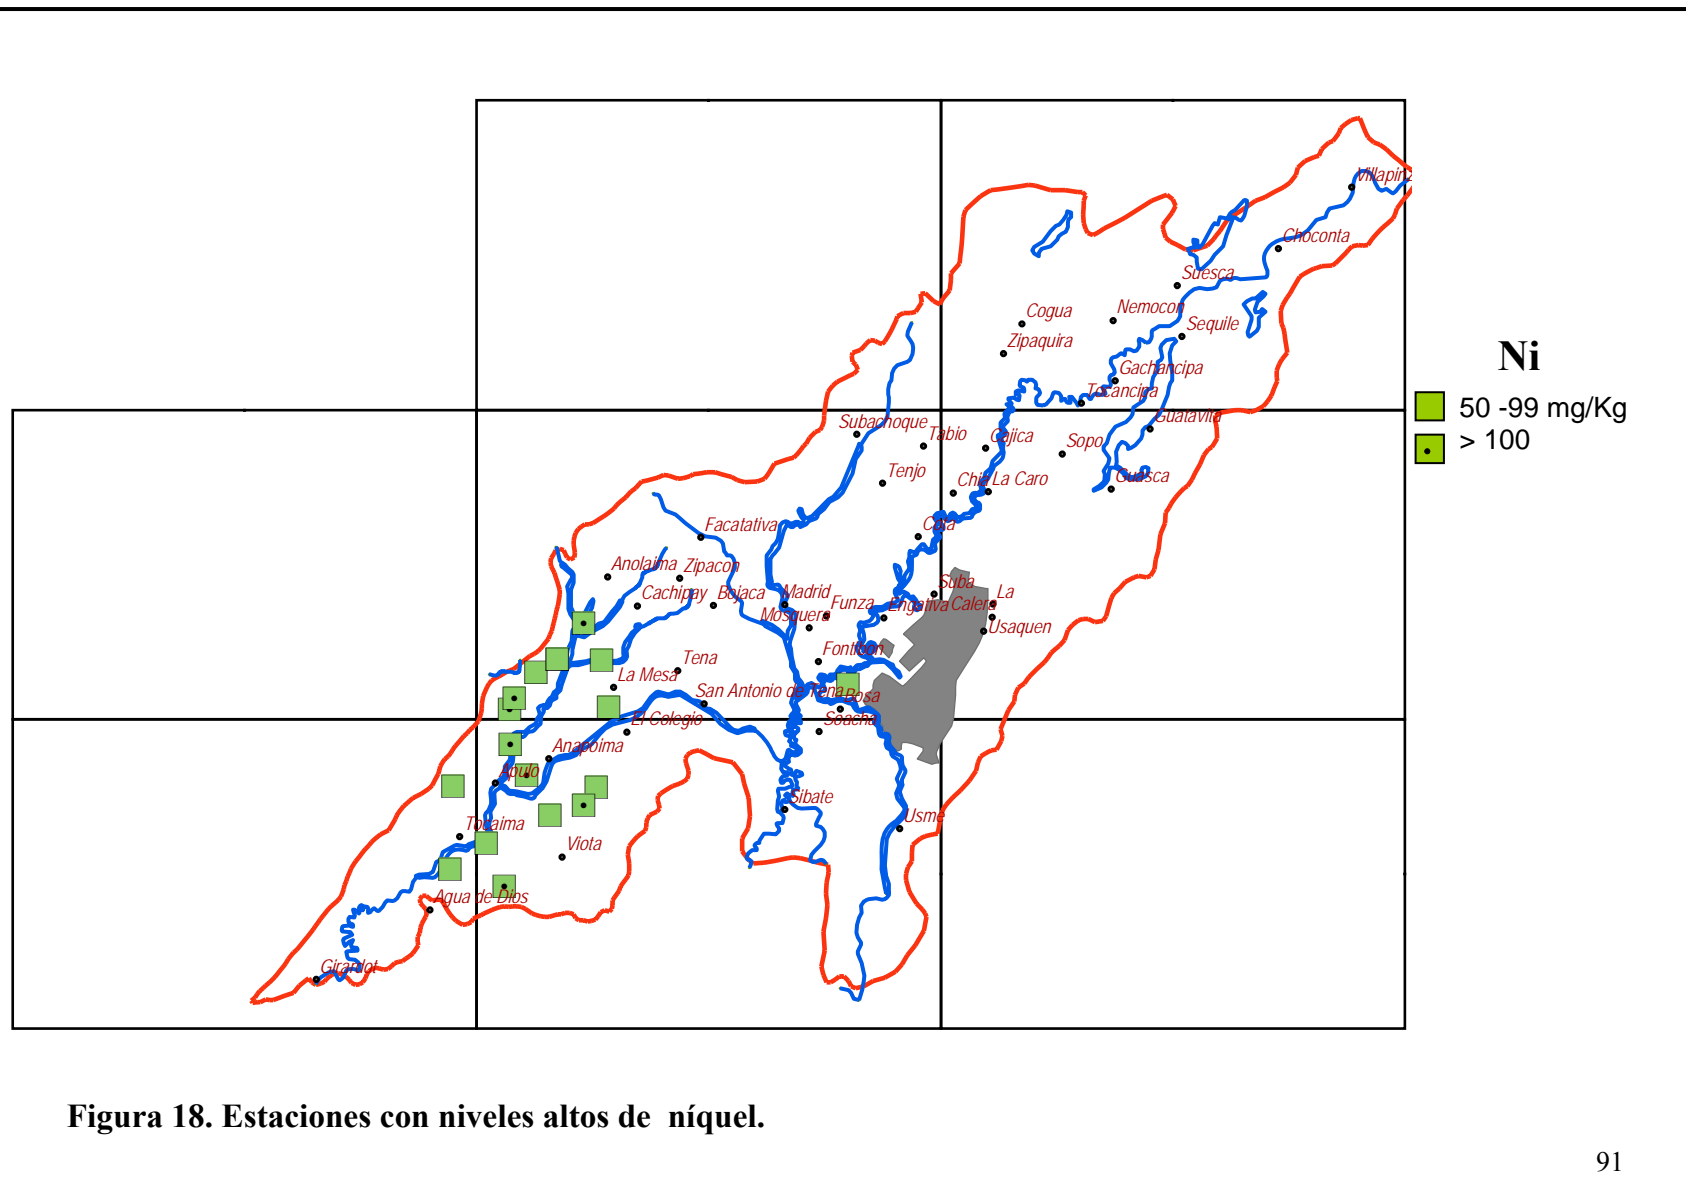 Villapinz
Choconta
Suesca
Cogua
Nemocon
Sequile
Zipaquira
Ni
Gachancipa
Tocancipa
50 -99 mg/Kg
> 100
Subachoque
Tabio
Cajica
Sopo
Guatavita
Tenjo
Chia
La Caro
Guasca
Facatativa
Cota
Anolaima
Zipacon
Suba
La
Calera
Cachipay
Bojaca
Madrid
Funza
Engativa
Mosquera
Usaquen
Fontibon
Tena
La Mesa
San Antonio de Tena
Bosa
El Colegio
Soacha
Anapoima
Apulo
Sibate
Usme
Tocaima
Viota
Agua de Dios
Girardot
Figura 18. Estaciones con niveles altos de  níquel.
91